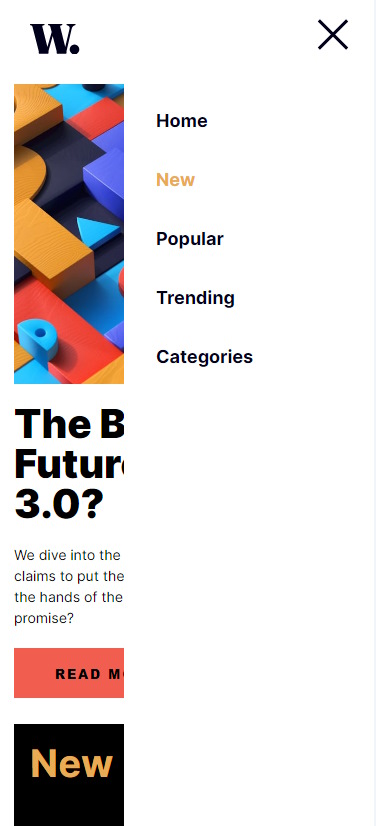 W.
Home
New
Popular
Trending
Categories
The B
Future
3.0?
We dive into the
claims to put the
the hands of the
promise?
READ M
New